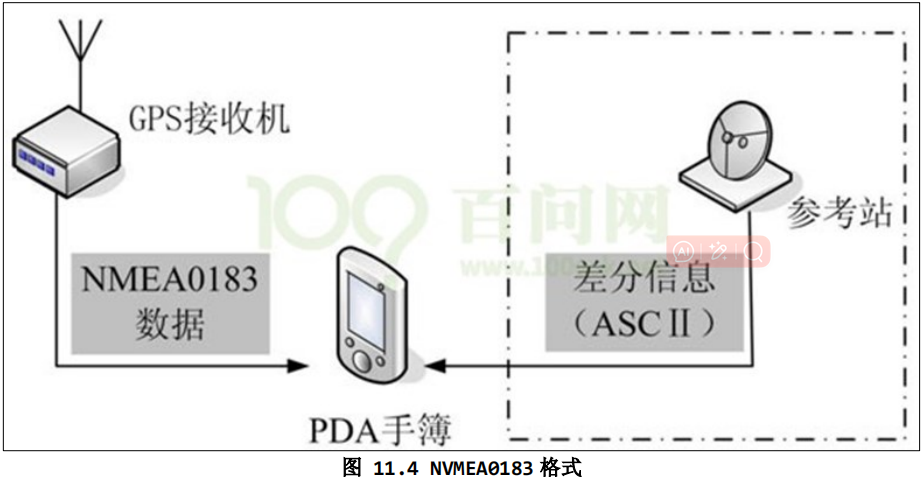 GPS接收机
100 百问网
参考站
AI
NMEA0183
数据
差分信息
（ASCⅡ）
PDA手簿
图 11.4 NVMEA0183 格式